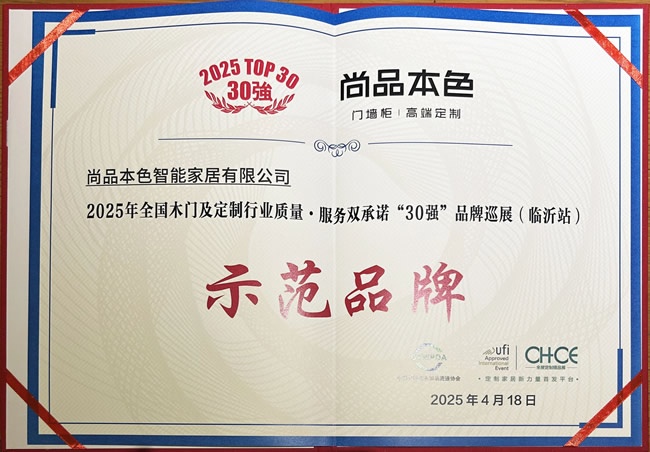 2025 TOP 30
30強
尚品本色
门墙柜 | 高端定制
尚品本色智能家居有限公司
2025年全国木门及定制行业质量·服务双承诺“30强”品牌巡展（临沂站）
示范品牌
ufi
Approved
International
Event
CHCE
·定制家居新力量首发平台·
2025年4月18日